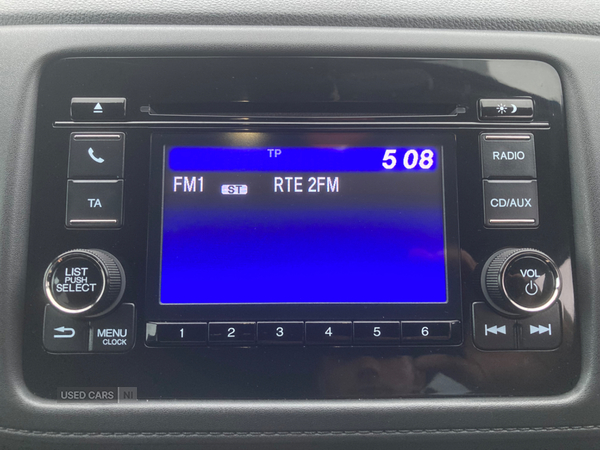 TP
5 08
FM1 ST RTE 2FM
TA
RADIO
CD/AUX
LIST
PUSH
SELECT
VOL
MENU
CLOCK
1 2 3 4 5 6
USED CARS NI